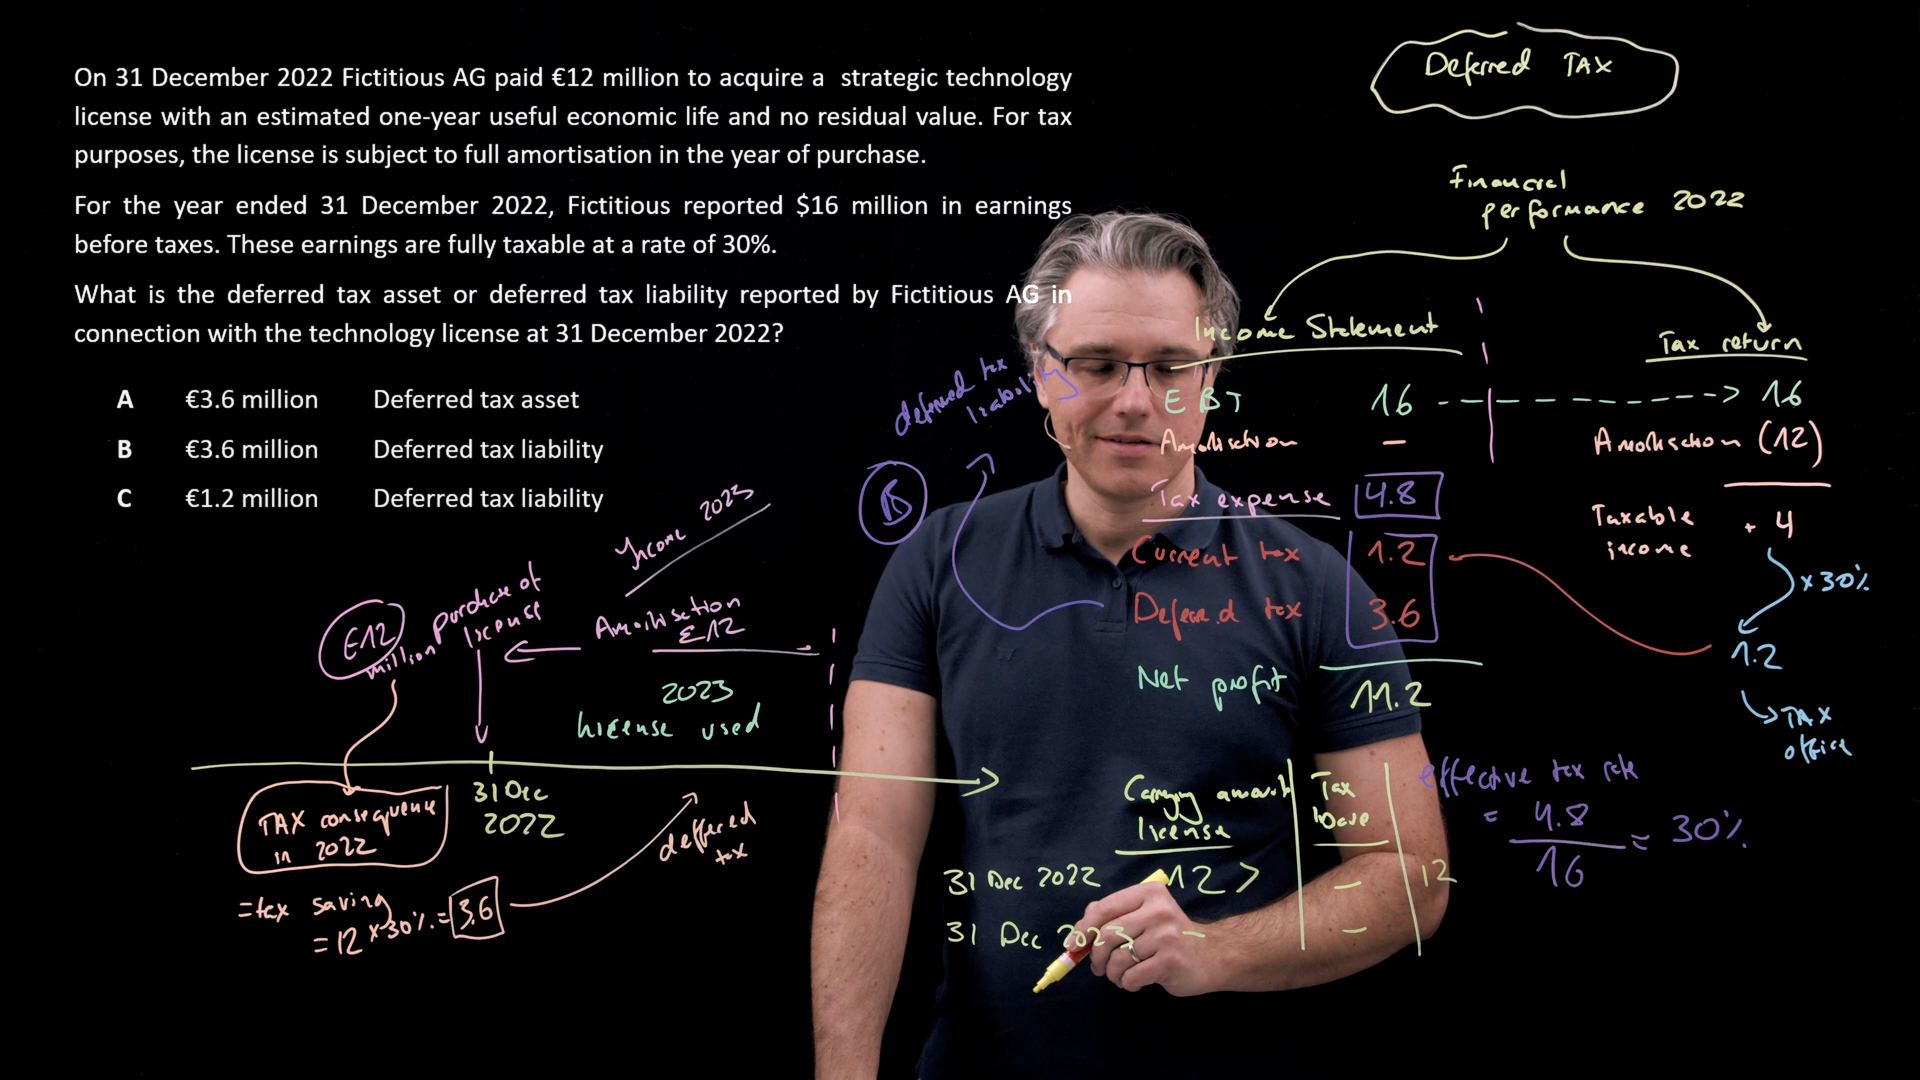 On 31 December 2022 Fictitious AG paid €12 million to acquire a strategic technology
license with an estimated one-year useful economic life and no residual value. For tax
purposes, the license is subject to full amortisation in the year of purchase.
For the year ended 31 December 2022, Fictitious reported $16 million in earnings
before taxes. These earnings are fully taxable at a rate of 30%.
What is the deferred tax asset or deferred tax liability reported by Fictitious AG in
connection with the technology license at 31 December 2022?
A €3.6 million Deferred tax asset
B €3.6 million Deferred tax liability
C €1.2 million Deferred tax liability
Deferred TAX
Financial
performance 2022
Income Statement
Tax return
EBT 16 16
Amortisation – Amortisation (12)
Tax expense 4.8
Taxable
income + 4
Current tax 1.2
x30%
Deferred tax 3.6
1.2
Net profit 11.2
TAX
office
deferred tax
liability
B
Income 2023
€12
million
purchase of
license
Amortisation
€12
2023
license used
31 Dec
2022
TAX consequence
in 2022
= tax saving
= 12 x 30% = 3.6
deffered
tax
Carrying amount
license
Tax
base
31 Dec 2022 12 > – 12
31 Dec 2023 – –
effective tax rate
= 4.8
16
= 30%